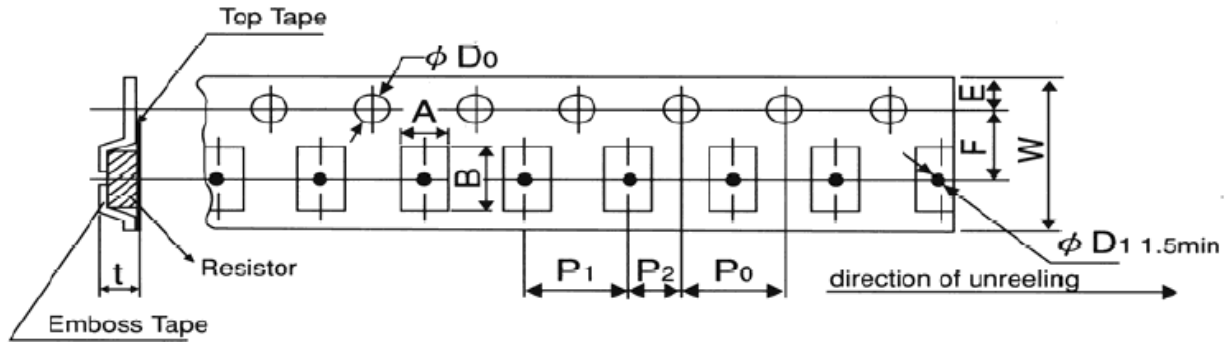 Top Tape
ϕ D0
A
B
E
F
W
t
Resistor
Emboss Tape
P1
P2
P0
ϕ D1 1.5min
direction of unreeling